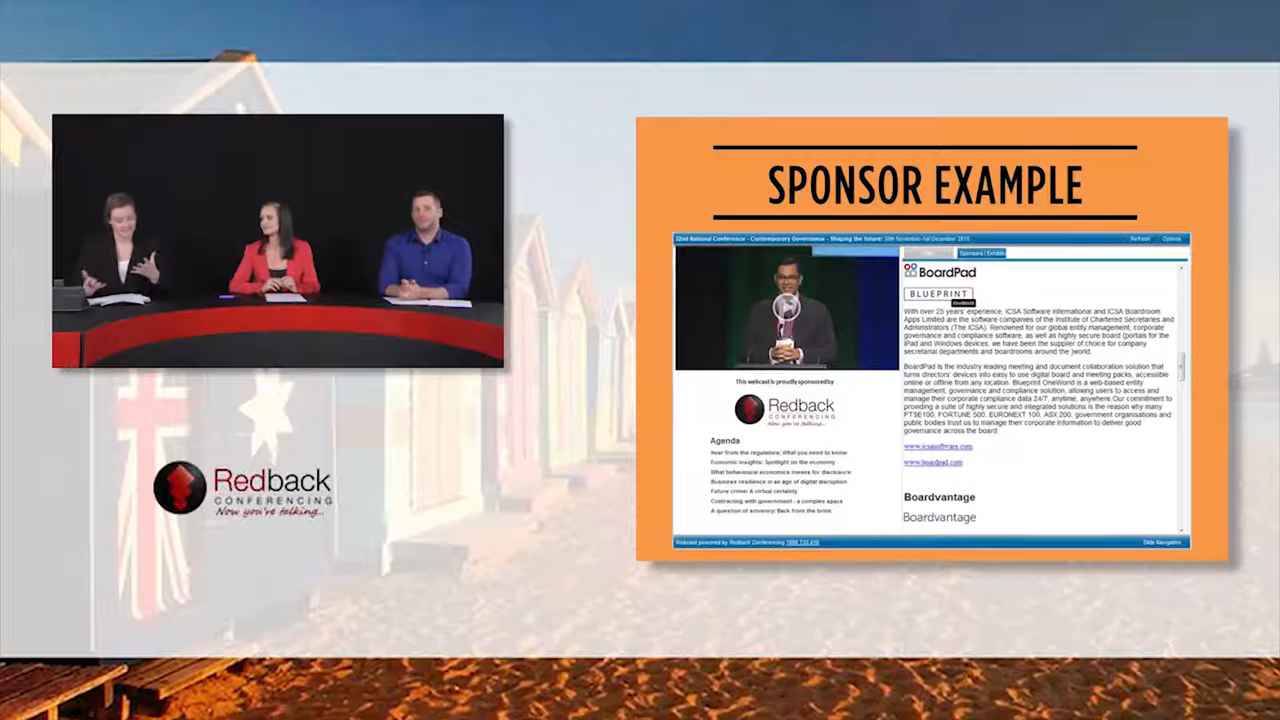 Redback
CONFERENCING
Now you're talking...
SPONSOR EXAMPLE
32nd National Conference - Contemporary Governance - Shaping the future: 30th November-1st December 2015
Refresh
Options
Sponsors | Exhibito
BoardPad
BLUEPRINT
OneWorld
With over 25 years' experience, ICSA Software international and ICSA Boardroom
Apps Limited are the software companies of the Institute of Chartered Secretaries and
Administrators (The ICSA). Renowned for our global entity management, corporate
governance and compliance software, as well as highly secure board (portals for the
iPad and Windows devices, we have been the supplier of choice for company
secretarial departments and boardrooms around the )world
BoardPad is the industry leading meeting and document collaboration solution that
turns directors' devices into easy to use digital board and meeting packs, accessible
online or offline from any location. Blueprint OneWorld is a web-based entity
management, governance and compliance solution, allowing users to access and
manage their corporate compliance data 24/7, anytime, anywhere.Our commitment to
providing a suite of highly secure and integrated solutions is the reason why many
FTSE100, FORTUNE 500, EURONEXT 100, ASX 200, government organisations and
public bodies trust us to manage their corporate information to deliver good
governance across the board
www.icsasoftware.com
www.boardpad.com
Boardvantage
Boardvantage
This webcast is proudly sponsored by
Redback
CONFERENCING
Now you're talking...
Agenda
Hear from the regulators: What you need to know
Economic insights: Spotlight on the economy
What behavioural economics means for disclosure
Business resilience in an age of digital disruption
Future crime: A virtual certainty
Contracting with government - a complex space
A question of solvency: Back from the brink
Webcast powered by Redback Conferencing 1800 733 416
Slide Navigation